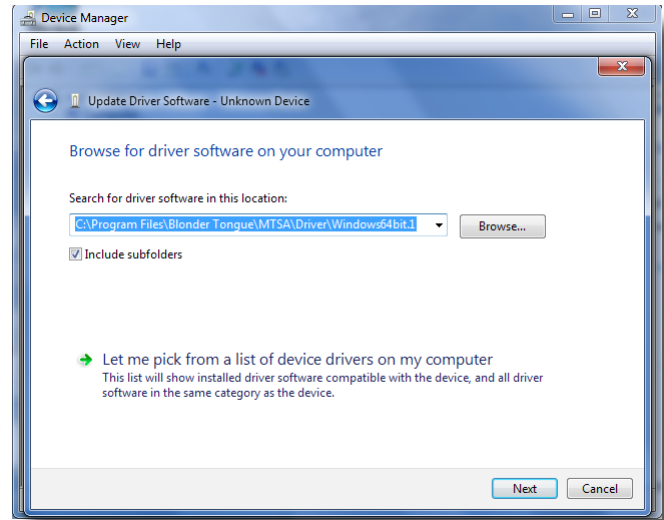 Device Manager
File Action View Help
Update Driver Software - Unknown Device
Browse for driver software on your computer
Search for driver software in this location:
C:\Program Files\Blonder Tongue\MTSA\Driver\Windows64bit.1
Browse...
Include subfolders
Let me pick from a list of device drivers on my computer
This list will show installed driver software compatible with the device, and all driver
software in the same category as the device.
Next Cancel